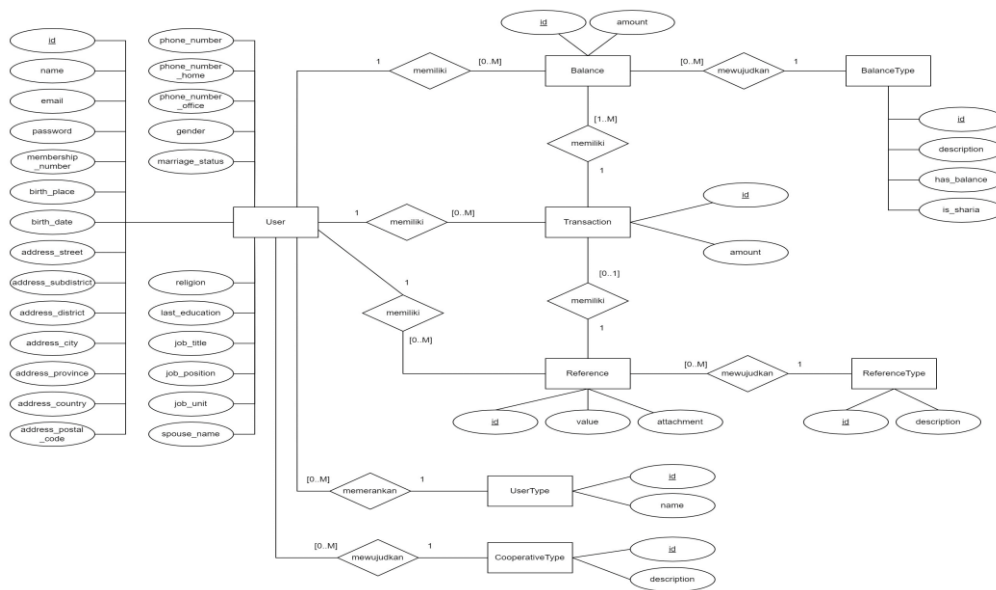 id
amount
id
phone_number
name
phone_number
_home
1
memiliki
[0..M]
Balance
[0..M]
mewujudkan
1
BalanceType
email
phone_number
_office
password
gender
[1..M]
id
membership
_number
marriage_status
memiliki
description
birth_place
1
id
has_balance
birth_date
User
1
memiliki
[0..M]
Transaction
is_sharia
address_street
amount
address_subdistrict
religion
1
[0..1]
address_district
last_education
memiliki
memiliki
address_city
job_title
[0..M]
1
address_province
job_position
Reference
[0..M]
mewujudkan
1
ReferenceType
address_country
job_unit
address_postal
_code
spouse_name
id
value
attachment
id
description
[0..M]
memerankan
1
UserType
id
name
[0..M]
mewujudkan
1
CooperativeType
id
description